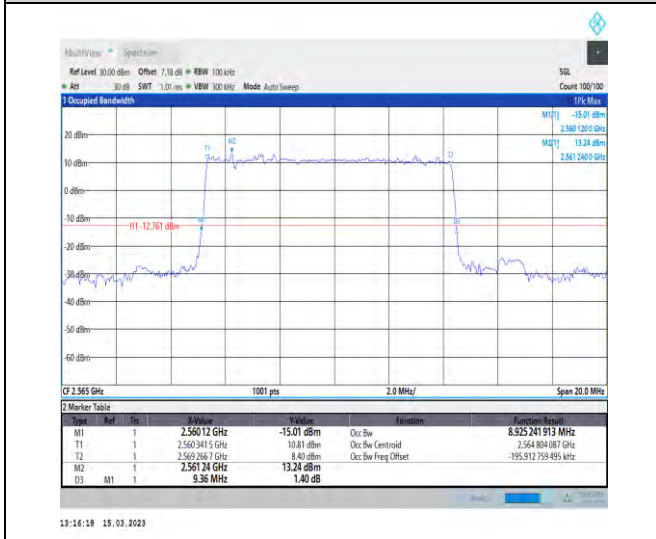 MultiView Spectrum
Ref Level 30.00 dBm Offset 7.18 dB RBW 100 kHz SGL
Att 30 dB SWT 1.01 ms VBW 300 kHz Mode Auto Sweep Count 100/100
1 Occupied Bandwidth 1Pk Max
M1[1] -15.01 dBm
2.560 120 0 GHz
M2[1] 13.24 dBm
2.561 240 0 GHz
20 dBm
T1 M2 T2
10 dBm
0 dBm
-10 dBm
M1 D3
H1 -12.761 dBm
-20 dBm
-30 dBm
-40 dBm
-50 dBm
-60 dBm
CF 2.565 GHz 1001 pts 2.0 MHz/ Span 20.0 MHz
2 Marker Table
Type Ref Trc X-Value Y-Value Function Function Result
M1 1 2.56012 GHz -15.01 dBm Occ Bw 8.925 241 913 MHz
T1 1 2.560 341 5 GHz 10.81 dBm Occ Bw Centroid 2.564 804 087 GHz
T2 1 2.569 266 7 GHz 8.40 dBm Occ Bw Freq Offset -195.912 759 495 kHz
M2 1 2.561 24 GHz 13.24 dBm
D3 M1 1 9.36 MHz 1.40 dB
13:16:18 15.03.2023